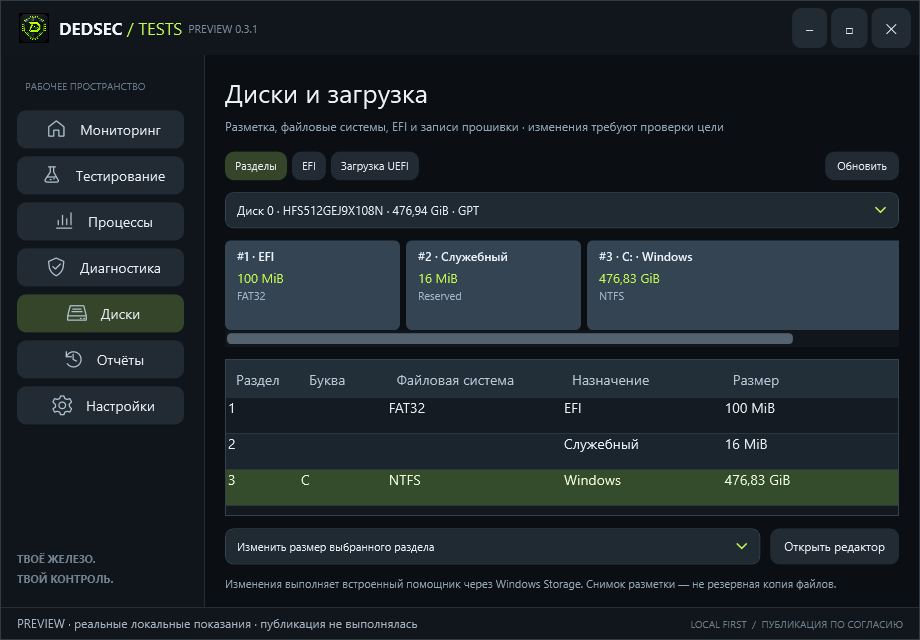 DEDSEC / TESTS PREVIEW 0.3.1
РАБОЧЕЕ ПРОСТРАНСТВО
Мониторинг
Тестирование
Процессы
Диагностика
Диски
Отчёты
Настройки
ТВОЁ ЖЕЛЕЗО.
ТВОЙ КОНТРОЛЬ.
Диски и загрузка
Разметка, файловые системы, EFI и записи прошивки · изменения требуют проверки цели
Разделы EFI Загрузка UEFI Обновить
Диск 0 · HFS512GEJ9X108N · 476,94 GiB · GPT
#1 · EFI
100 MiB
FAT32
#2 · Служебный
16 MiB
Reserved
#3 · C: · Windows
476,83 GiB
NTFS
Раздел Буква Файловая система Назначение Размер
1 FAT32 EFI 100 MiB
2 Служебный 16 MiB
3 C NTFS Windows 476,83 GiB
Изменить размер выбранного раздела Открыть редактор
Изменения выполняет встроенный помощник через Windows Storage. Снимок разметки — не резервная копия файлов.
PREVIEW · реальные локальные показания · публикация не выполнялась LOCAL FIRST / ПУБЛИКАЦИЯ ПО СОГЛАСИЮ